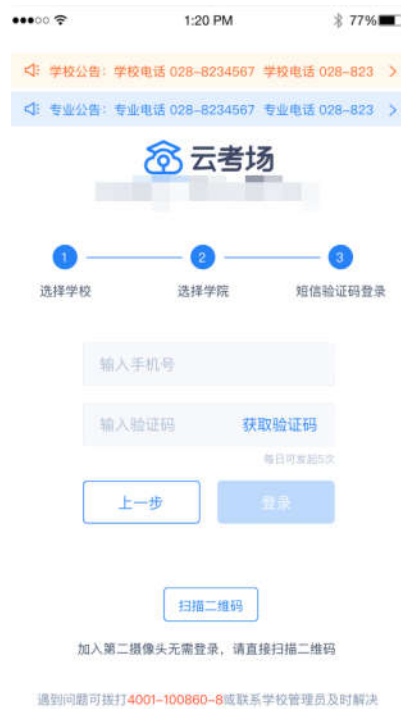 1:20 PM 77%
学校公告：学校电话 028-8234567 学校电话 028-823
专业公告：专业电话 028-8234567 专业电话 028-823
云考场
1 2 3
选择学校 选择学院 短信验证码登录
输入手机号
输入验证码 获取验证码
每日可发起5次
上一步 登录
扫描二维码
加入第二摄像头无需登录，请直接扫描二维码
遇到问题可拨打4001-100860-8或联系学校管理员及时解决